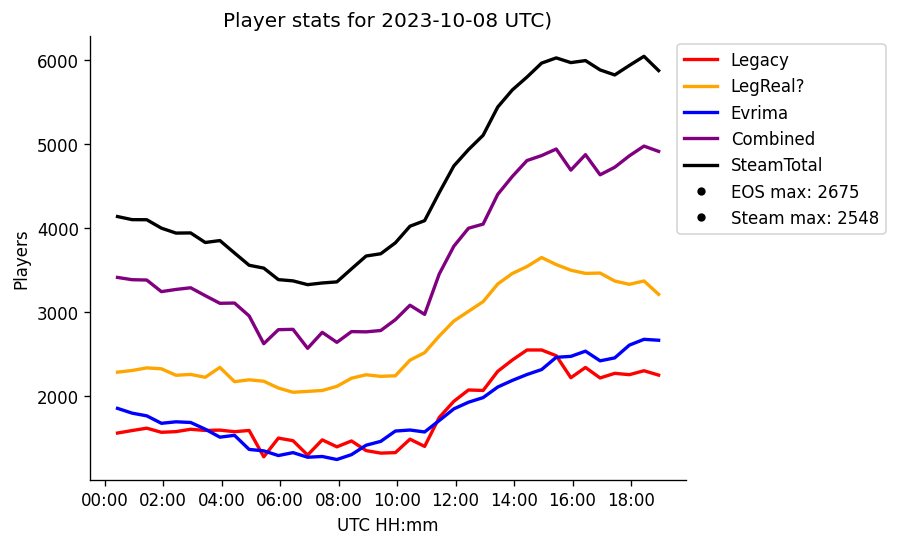 Player stats for 2023-10-08 UTC)
Players
6000
5000
4000
3000
2000
00:00 02:00 04:00 06:00 08:00 10:00 12:00 14:00 16:00 18:00
UTC HH:mm
Legacy
LegReal?
Evrima
Combined
SteamTotal
EOS max: 2675
Steam max: 2548